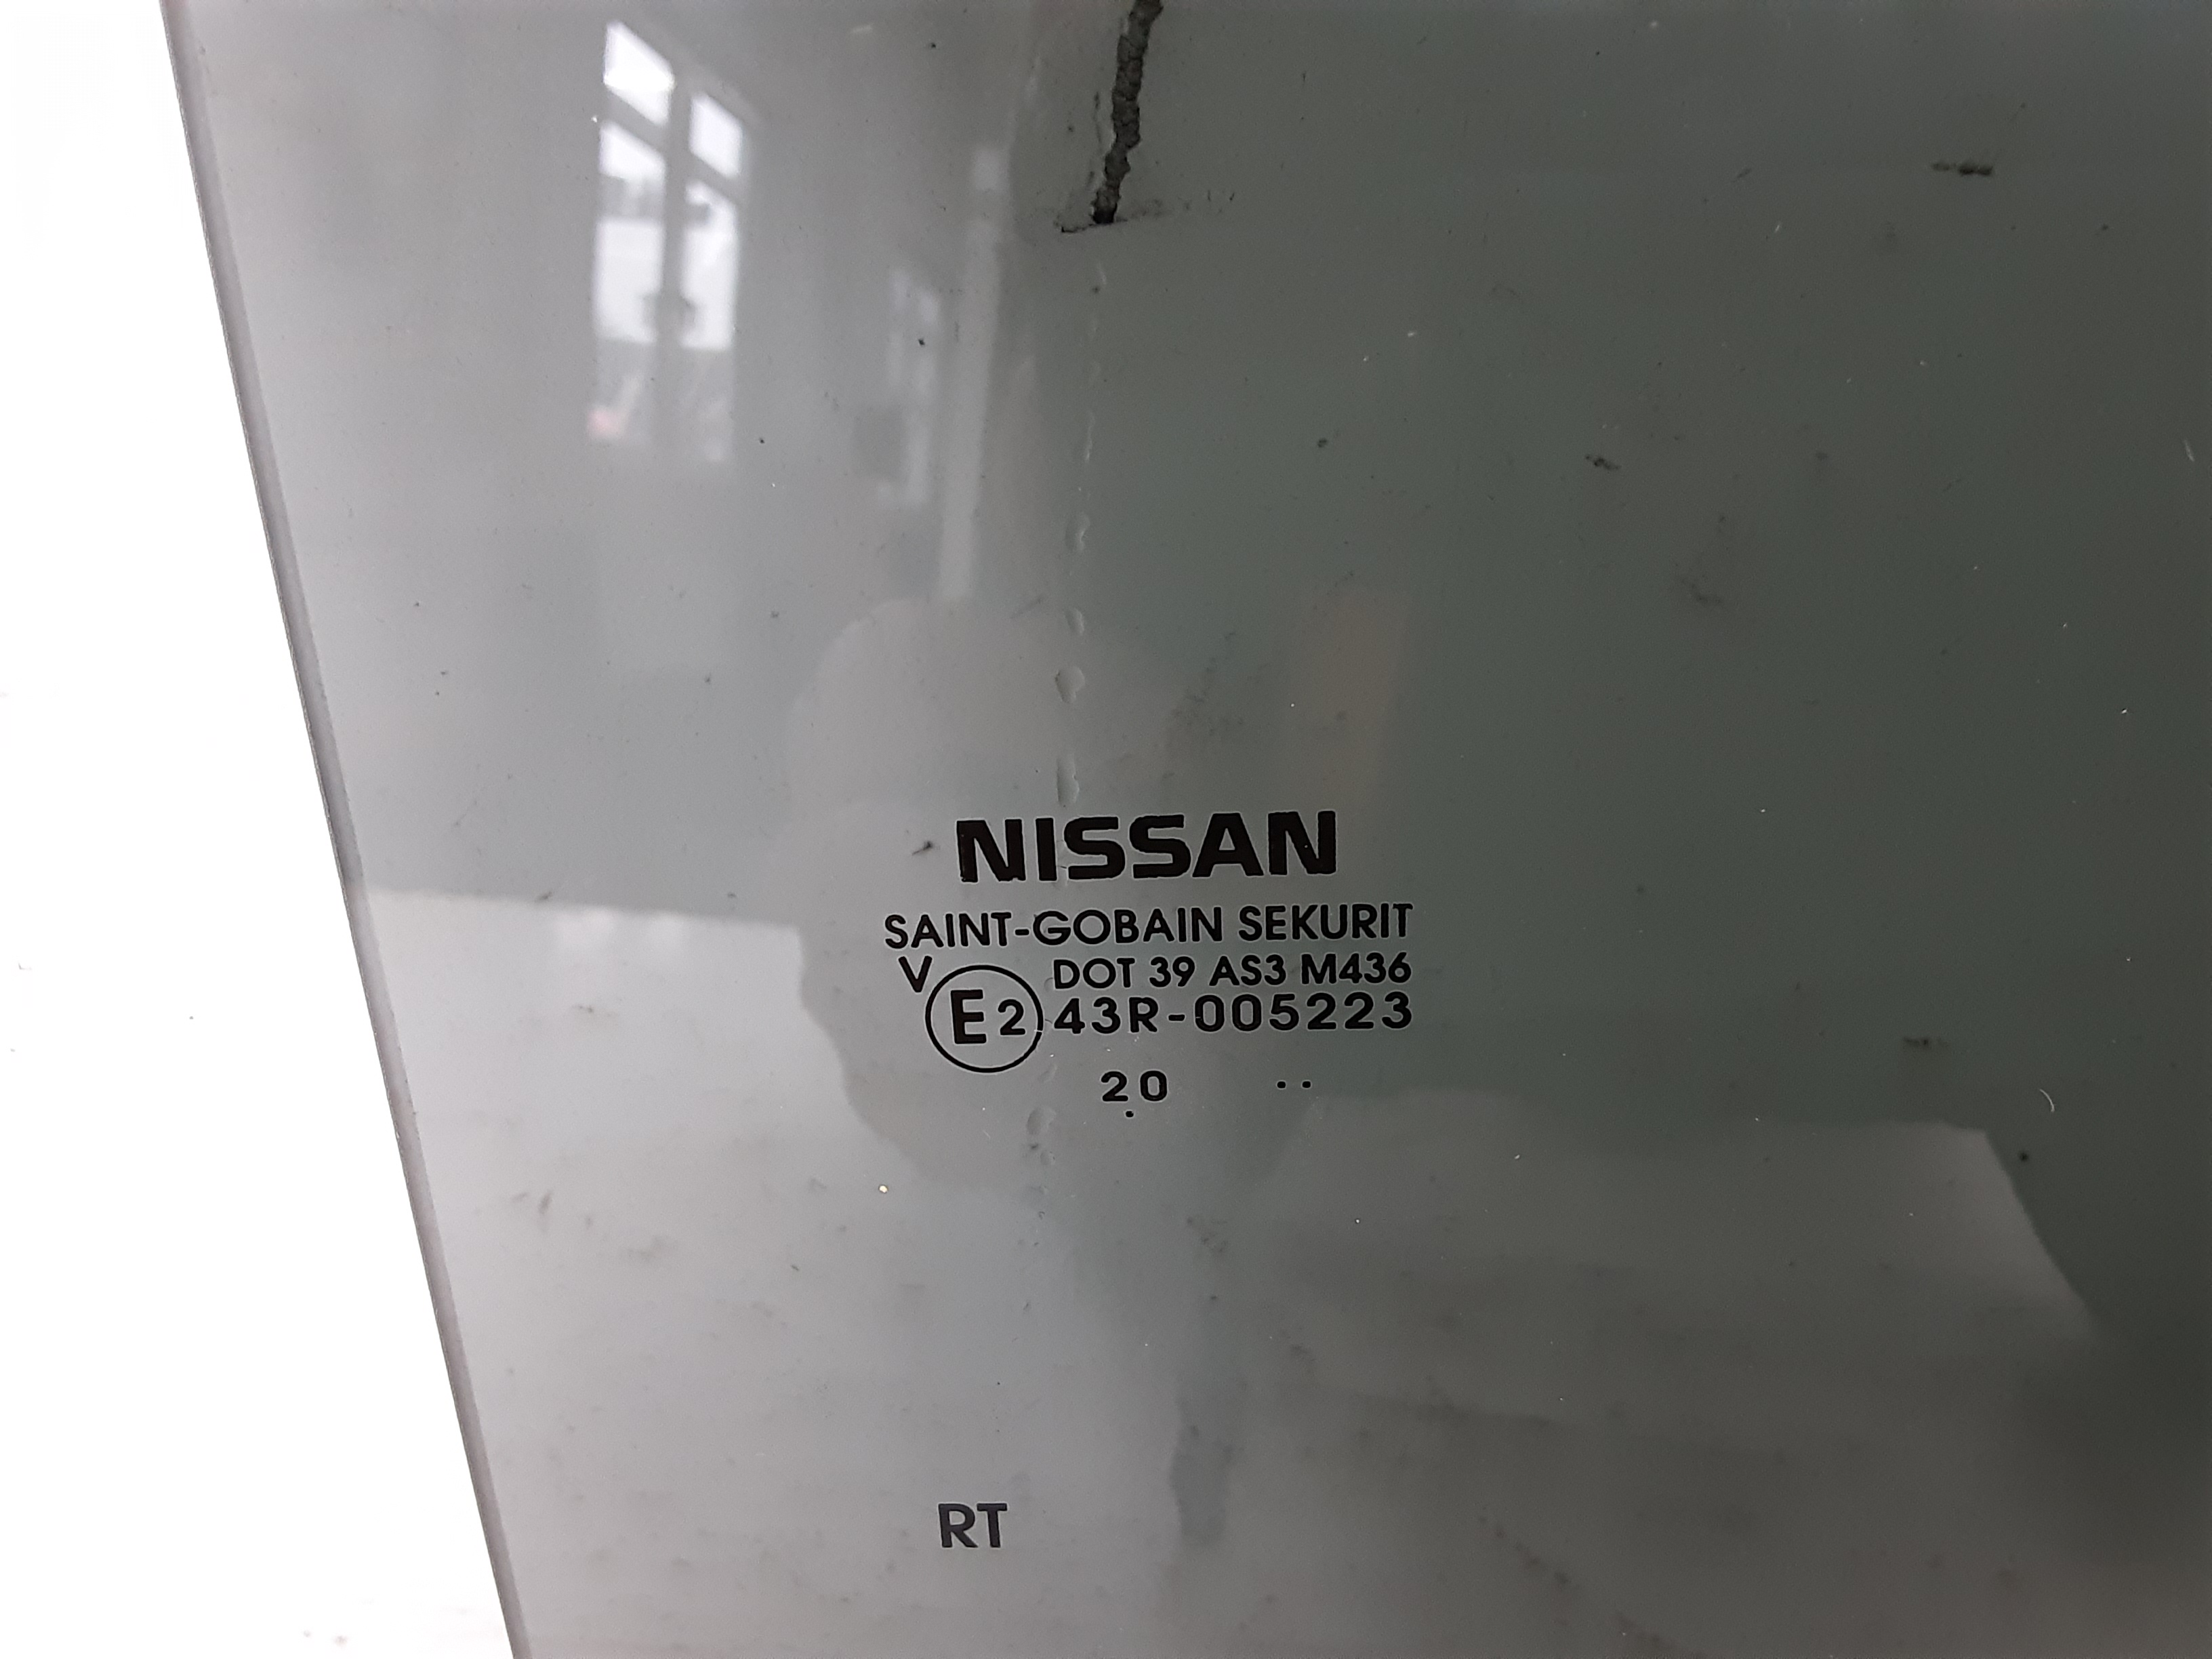 NISSAN
SAINT-GOBAIN SEKURIT
V DOT 39 AS3 M436
E2 43R-005223
20 ..
.
RT